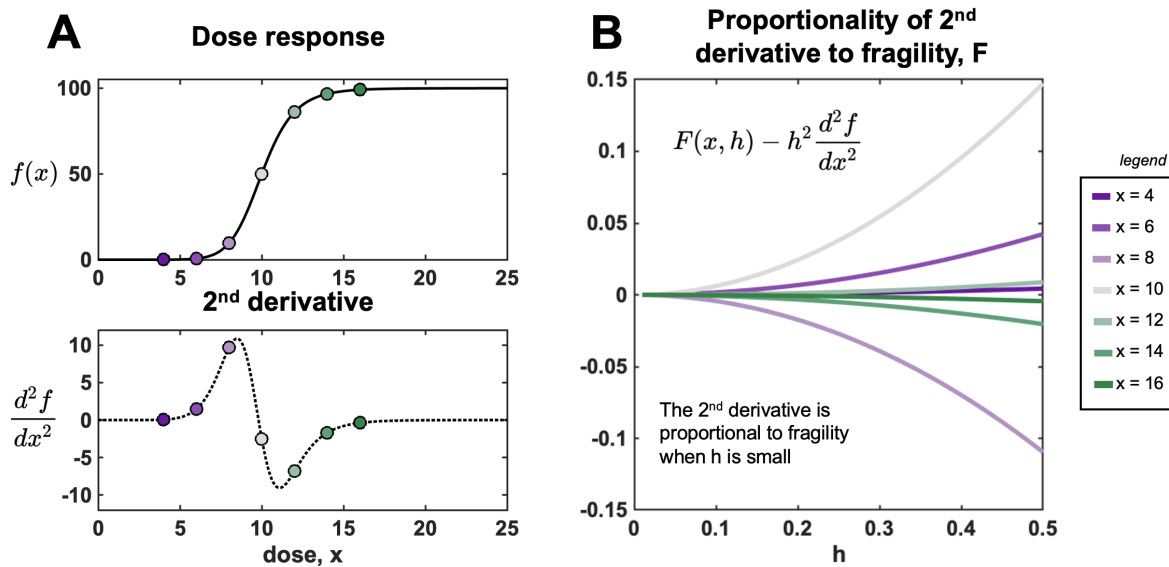 A
Dose response
100
50
0
f(x)
0 5 10 15 20 25
2nd derivative
10
5
0
-5
-10
d²f
dx²
0 5 10 15 20 25
dose, x
B
Proportionality of 2nd
derivative to fragility, F
0.15
0.1
0.05
0
-0.05
-0.1
-0.15
F(x, h) − h² d²f
dx²
The 2nd derivative is
proportional to fragility
when h is small
0 0.1 0.2 0.3 0.4 0.5
h
legend
x = 4
x = 6
x = 8
x = 10
x = 12
x = 14
x = 16